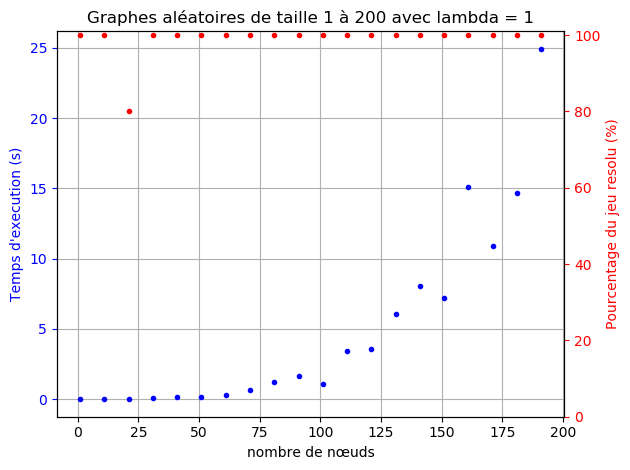 Graphes aléatoires de taille 1 à 200 avec lambda = 1
25
20
15
10
5
0
Temps d'execution (s)
100
80
60
40
20
0
Pourcentage du jeu resolu (%)
0 25 50 75 100 125 150 175 200
nombre de nœuds